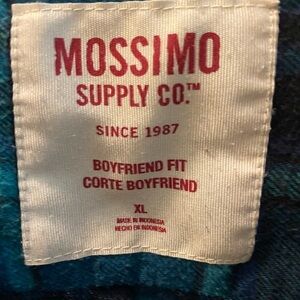 MOSSIMO
SUPPLY CO.™
SINCE 1987
BOYFRIEND FIT
CORTE BOYFRIEND
XL
MADE IN INDONESIA
HECHO EN INDONESIA